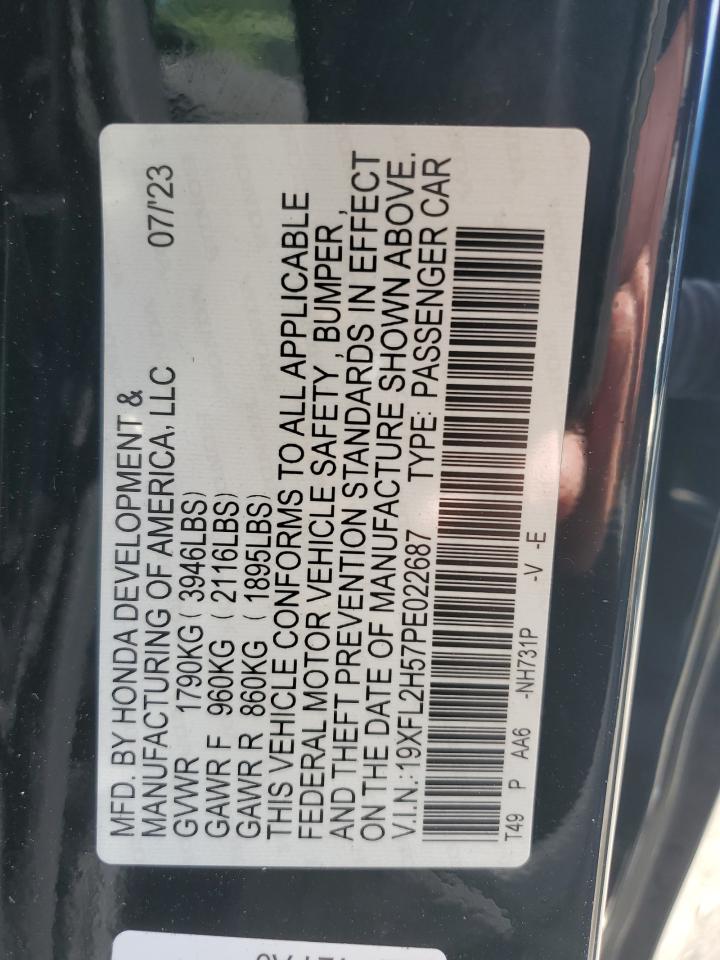 MFD. BY HONDA DEVELOPMENT &
MANUFACTURING OF AMERICA, LLC 07/'23
GVWR 1790KG ( 3946LBS)
GAWR F 960KG ( 2116LBS)
GAWR R 860KG ( 1895LBS)
THIS VEHICLE CONFORMS TO ALL APPLICABLE
FEDERAL MOTOR VEHICLE SAFETY , BUMPER ,
AND THEFT PREVENTION STANDARDS IN EFFECT
ON THE DATE OF MANUFACTURE SHOWN ABOVE.
V.I.N.: 19XFL2H57PE022687 TYPE: PASSENGER CAR
T49 P AA6 -NH731P -V -E